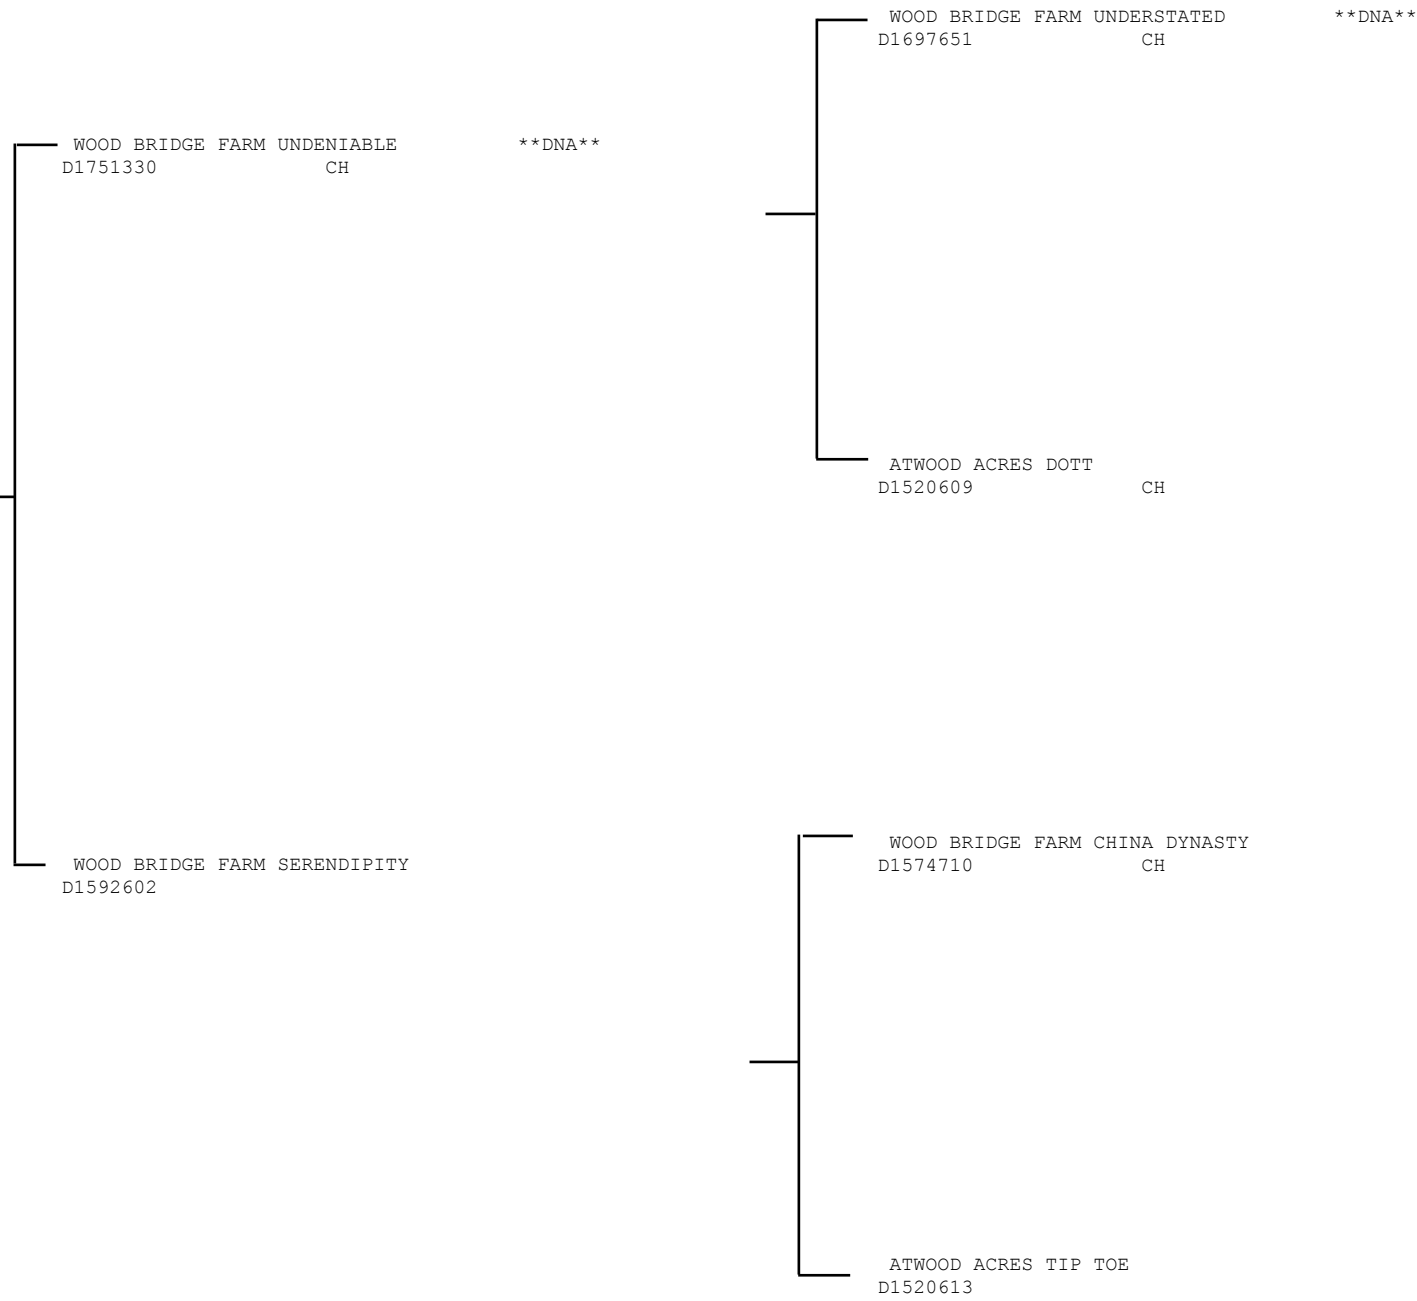 WOOD BRIDGE FARM UNDERSTATED **DNA**
D1697651 CH
WOOD BRIDGE FARM UNDENIABLE **DNA**
D1751330 CH
ATWOOD ACRES DOTT
D1520609 CH
WOOD BRIDGE FARM CHINA DYNASTY
D1574710 CH
WOOD BRIDGE FARM SERENDIPITY
D1592602
ATWOOD ACRES TIP TOE
D1520613